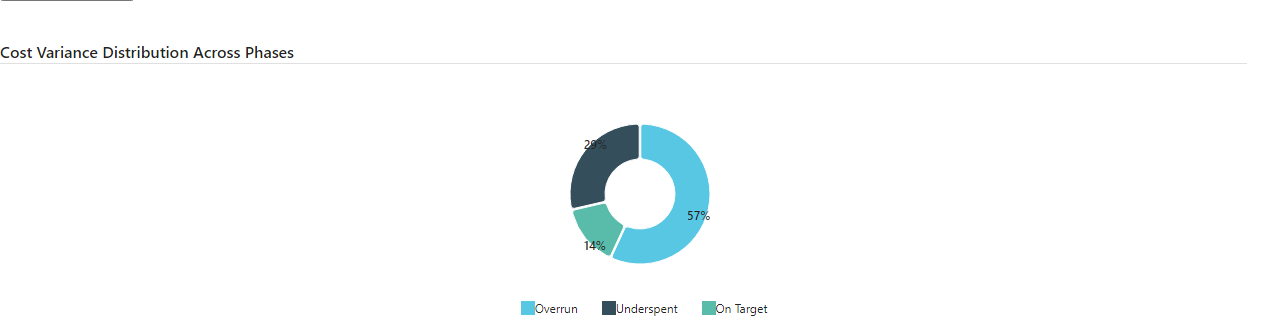 Cost Variance Distribution Across Phases
29%
57%
14%
Overrun Underspent On Target